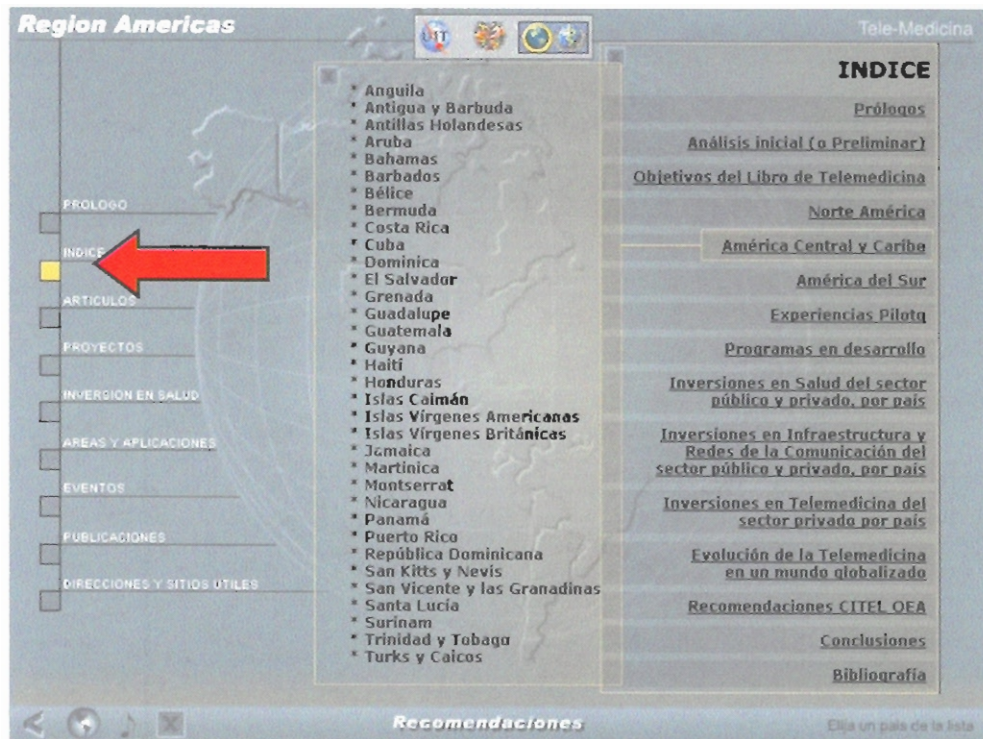 Region Americas
UIT
Tele-Medicina
PROLOGO
INDICE
ARTICULOS
PROYECTOS
INVERSION EN SALUD
AREAS Y APLICACIONES
EVENTOS
PUBLICACIONES
DIRECCIONES Y SITIOS UTILES
* Anguila
* Antigua y Barbuda
* Antillas Holandesas
* Aruba
* Bahamas
* Barbados
* Bélice
* Bermuda
* Costa Rica
* Cuba
* Dominica
* El Salvador
* Grenada
* Guadalupe
* Guatemala
* Guyana
* Haití
* Honduras
* Islas Caimán
* Islas Vírgenes Americanas
* Islas Vírgenes Británicas
* Jamaica
* Martinica
* Montserrat
* Nicaragua
* Panamá
* Puerto Rico
* República Dominicana
* San Kitts y Nevis
* San Vicente y las Granadinas
* Santa Lucía
* Surinam
* Trinidad y Tobago
* Turks y Caicos
INDICE
Prólogos
Análisis inicial (o Preliminar)
Objetivos del Libro de Telemedicina
Norte América
América Central y Caribe
América del Sur
Experiencias Piloto
Programas en desarrollo
Inversiones en Salud del sector
público y privado, por país
Inversiones en Infraestructura y
Redes de la Comunicación del
sector público y privado, por país
Inversiones en Telemedicina del
sector privado por país
Evolución de la Telemedicina
en un mundo globalizado
Recomendaciones CITEL OEA
Conclusiones
Bibliografía
Recomendaciones
Elija un país de la lista